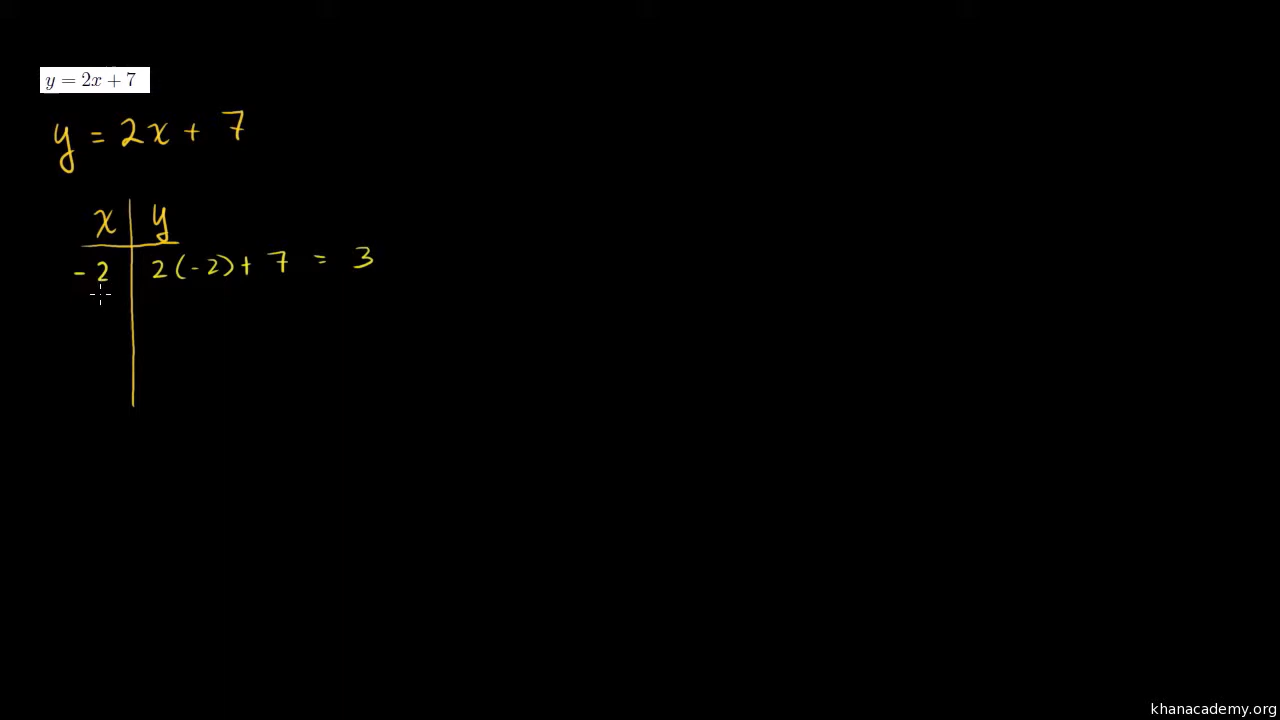 y = 2x + 7
y = 2x + 7
x y
-2 2(-2) + 7 = 3
khanacademy.org